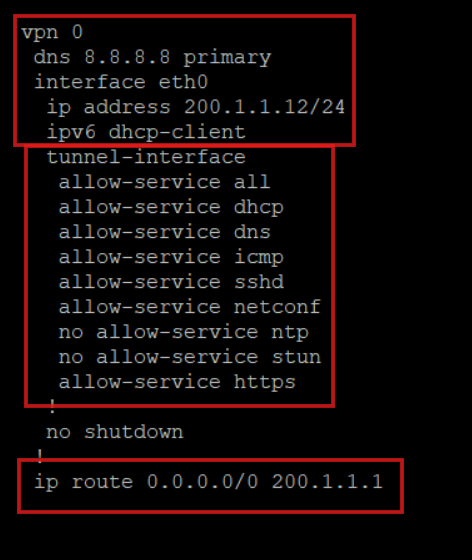 vpn 0
dns 8.8.8.8 primary
interface eth0
ip address 200.1.1.12/24
ipv6 dhcp-client
tunnel-interface
allow-service all
allow-service dhcp
allow-service dns
allow-service icmp
allow-service sshd
allow-service netconf
no allow-service ntp
no allow-service stun
allow-service https
!
no shutdown
!
ip route 0.0.0.0/0 200.1.1.1